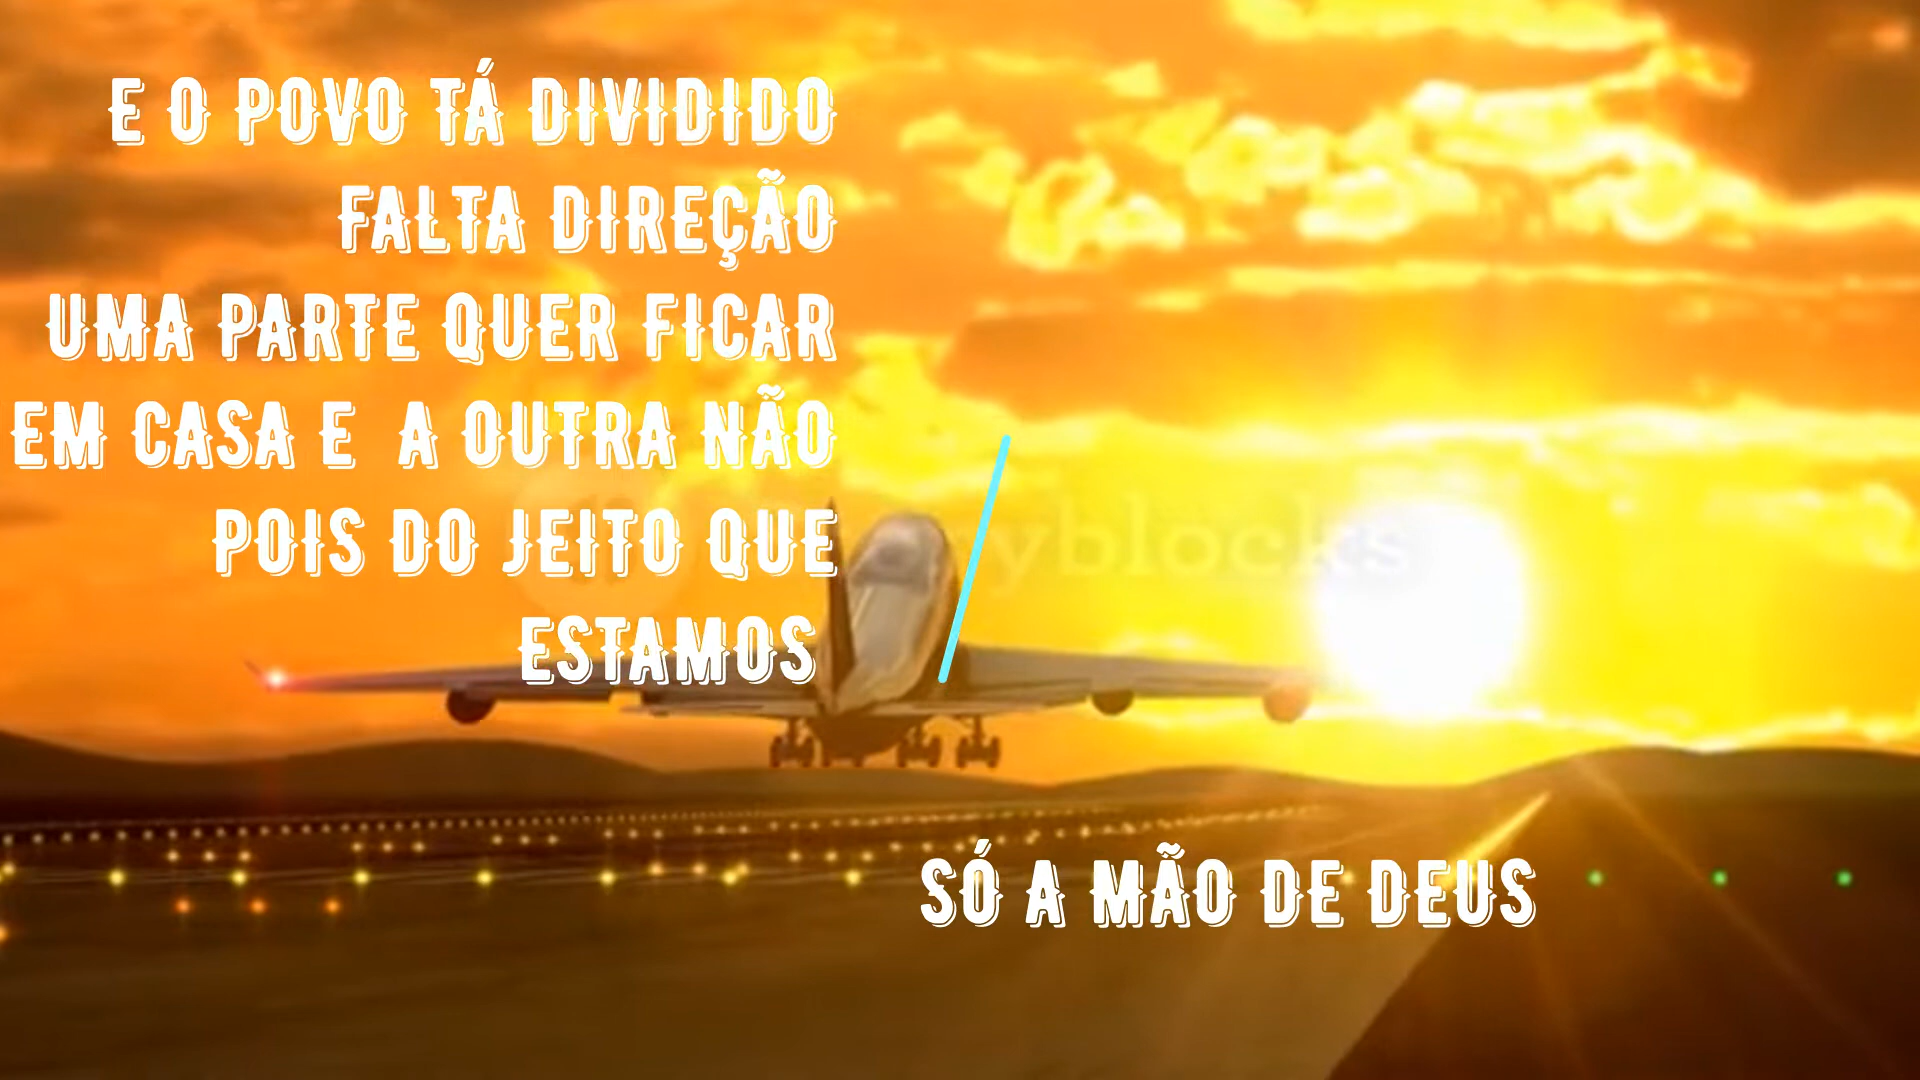 E O POVO TÁ DIVIDIDO
FALTA DIREÇÃO
UMA PARTE QUER FICAR
EM CASA E A OUTRA NÃO
POIS DO JEITO QUE
ESTAMOS
SÓ A MÃO DE DEUS